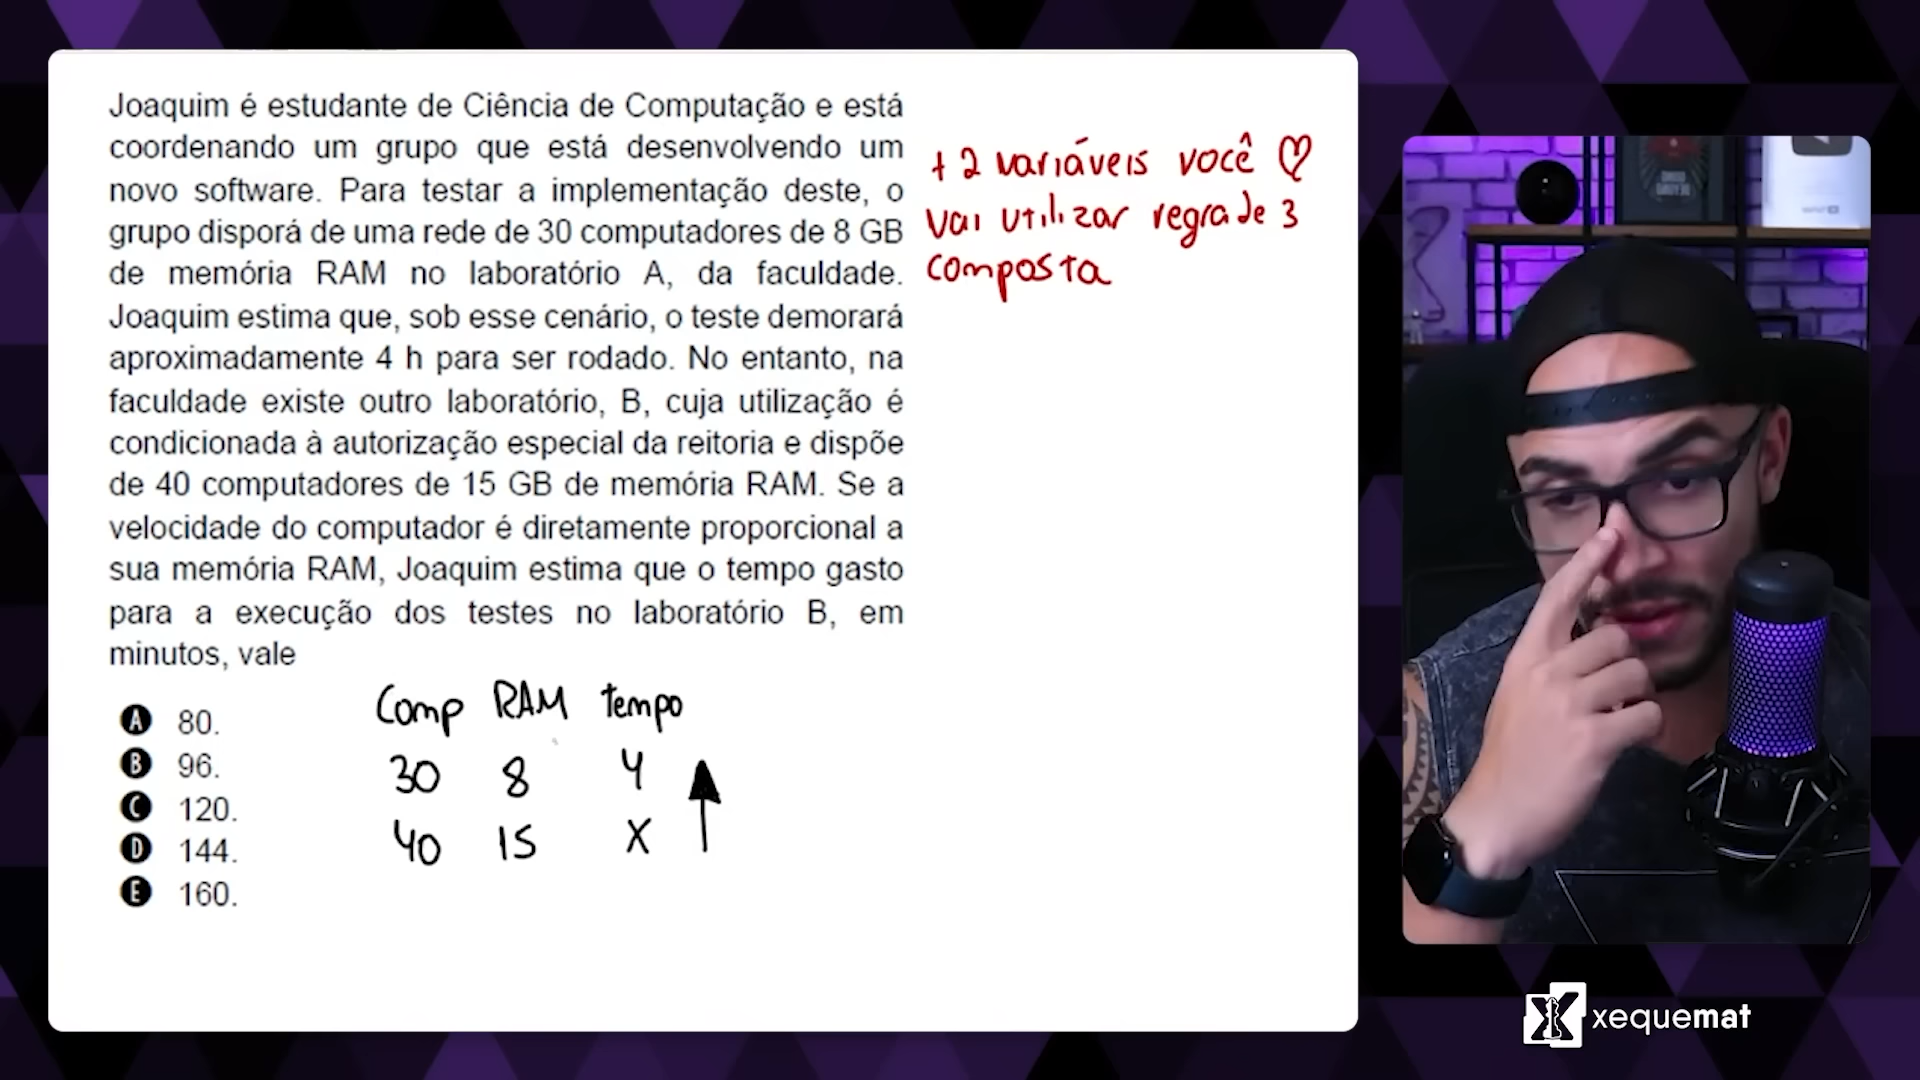 Joaquim é estudante de Ciência de Computação e está
coordenando um grupo que está desenvolvendo um
novo software. Para testar a implementação deste, o
grupo disporá de uma rede de 30 computadores de 8 GB
de memória RAM no laboratório A, da faculdade.
Joaquim estima que, sob esse cenário, o teste demorará
aproximadamente 4 h para ser rodado. No entanto, na
faculdade existe outro laboratório, B, cuja utilização é
condicionada à autorização especial da reitoria e dispõe
de 40 computadores de 15 GB de memória RAM. Se a
velocidade do computador é diretamente proporcional a
sua memória RAM, Joaquim estima que o tempo gasto
para a execução dos testes no laboratório B, em
minutos, vale
A 80.
B 96.
C 120.
D 144.
E 160.
Comp RAM tempo
30 8 4
40 15 X
+ 2 variáveis você
vai utilizar regra de 3
composta
xequemat